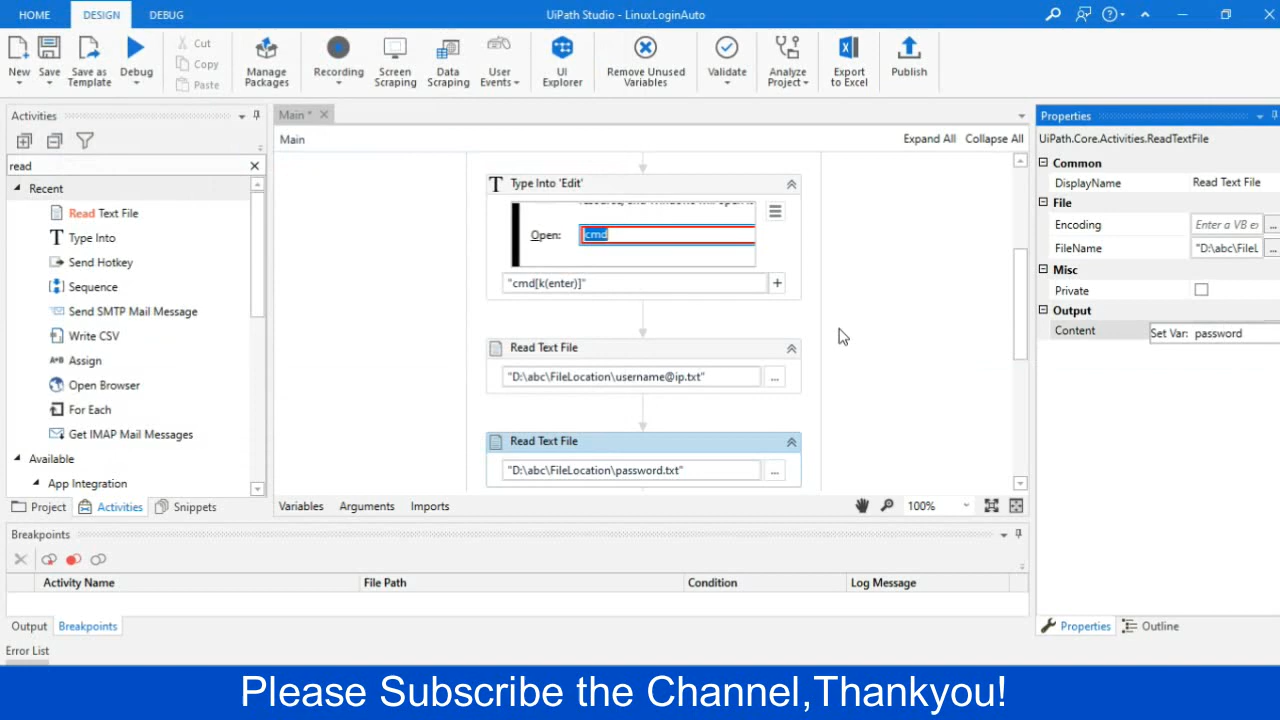 HOME DESIGN DEBUG UiPath Studio - LinuxLoginAuto
New Save Save as Template Debug Cut Copy Paste Manage Packages Recording Screen Scraping Data Scraping User Events UI Explorer Remove Unused Variables Validate Analyze Project Export to Excel Publish
Activities
read
Recent
Read Text File
Type Into
Send Hotkey
Sequence
Send SMTP Mail Message
Write CSV
Assign
Open Browser
For Each
Get IMAP Mail Messages
Available
App Integration
Project Activities Snippets
Main *
Main Expand All Collapse All
Type Into 'Edit'
Open: cmd
"cmd[k(enter)]"
Read Text File
"D:\abc\FileLocation\username@ip.txt"
Read Text File
"D:\abc\FileLocation\password.txt"
Variables Arguments Imports 100%
Properties
UiPath.Core.Activities.ReadTextFile
Common
DisplayName Read Text File
File
Encoding Enter a VB ex
FileName "D:\abc\FileL
Misc
Private
Output
Content Set Var: password
Properties Outline
Breakpoints
Activity Name File Path Condition Log Message
Output Breakpoints
Error List
Please Subscribe the Channel,Thankyou!